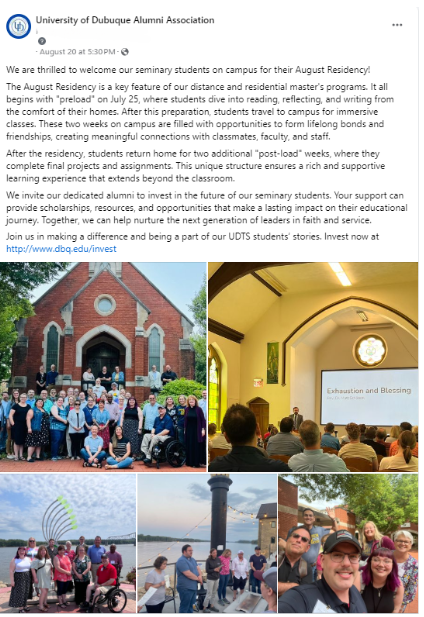 University of Dubuque Alumni Association
August 20 at 5:30 PM ·
We are thrilled to welcome our seminary students on campus for their August Residency!
The August Residency is a key feature of our distance and residential master's programs. It all
begins with "preload" on July 25, where students dive into reading, reflecting, and writing from
the comfort of their homes. After this preparation, students travel to campus for immersive
classes. These two weeks on campus are filled with opportunities to form lifelong bonds and
friendships, creating meaningful connections with classmates, faculty, and staff.
After the residency, students return home for two additional "post-load" weeks, where they
complete final projects and assignments. This unique structure ensures a rich and supportive
learning experience that extends beyond the classroom.
We invite our dedicated alumni to invest in the future of our seminary students. Your support can
provide scholarships, resources, and opportunities that make a lasting impact on their educational
journey. Together, we can help nurture the next generation of leaders in faith and service.
Join us in making a difference and being a part of our UDTS students' stories. Invest now at
http://www.dbq.edu/invest
Exhaustion and Blessing